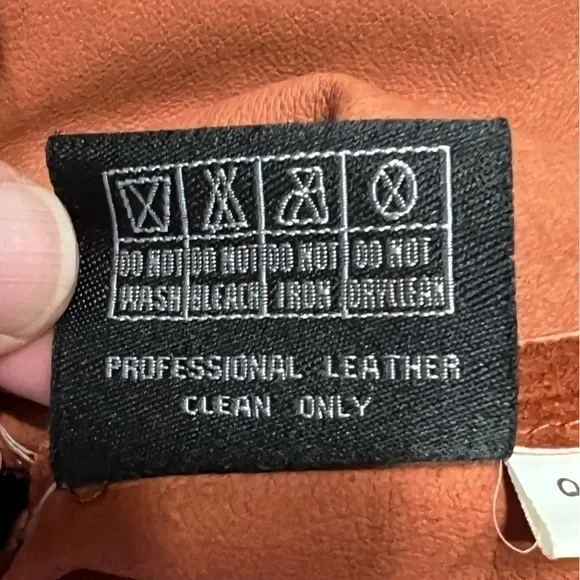 DO NOT DO NOT DO NOT DO NOT
WASH BLEACH IRON DRYCLEAN
PROFESSIONAL LEATHER
CLEAN ONLY